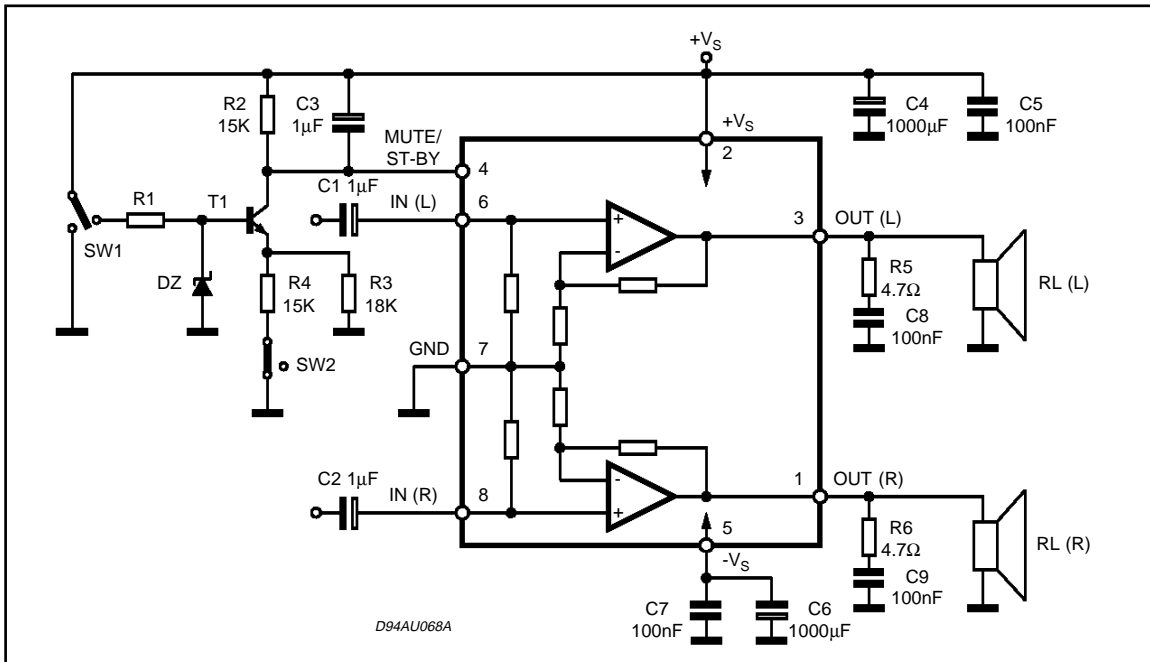 +VS
R2
15K
C3
1µF
+VS
2
C4
1000µF
C5
100nF
MUTE/
ST-BY
4
R1
T1
C1 1µF
IN (L)
6
+
-
3
OUT (L)
SW1
DZ
R4
15K
R3
18K
R5
4.7Ω
C8
100nF
RL (L)
GND
7
SW2
C2 1µF
IN (R)
8
-
+
1
OUT (R)
5
-VS
R6
4.7Ω
C9
100nF
RL (R)
C7
100nF
C6
1000µF
D94AU068A